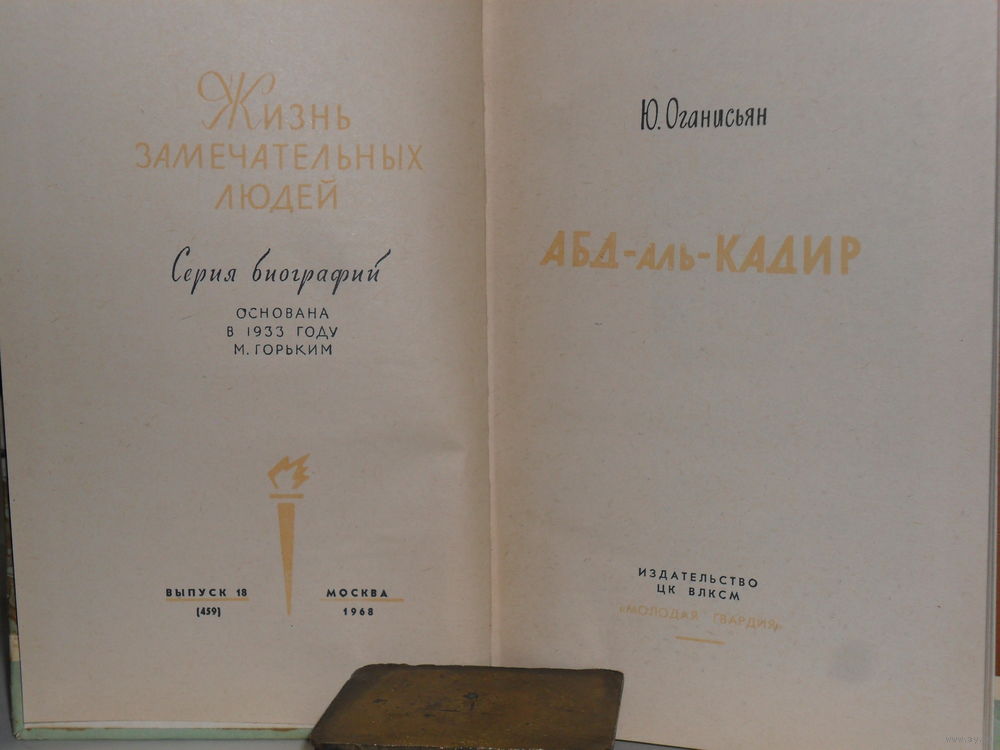 Жизнь
ЗАМЕЧАТЕЛЬНЫХ
ЛЮДЕЙ
Серия биографий
ОСНОВАНА
В 1933 ГОДУ
М. ГОРЬКИМ
ВЫПУСК 18
(459)
МОСКВА
1968
Ю. Оганисьян
АБД-аль-КАДИР
ИЗДАТЕЛЬСТВО
ЦК ВЛКСМ
«МОЛОДАЯ ГВАРДИЯ»